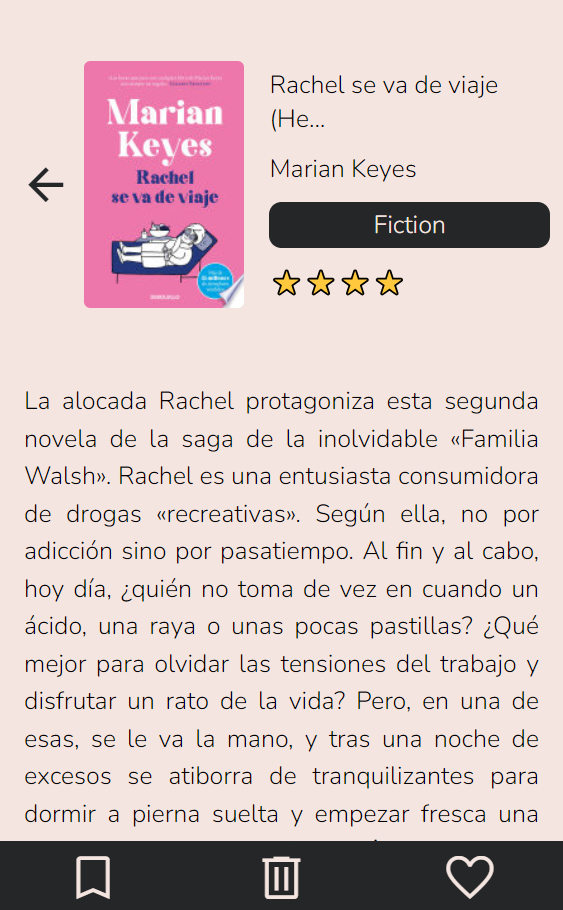 Rachel se va de viaje
(He...
Marian Keyes
Fiction
Marian
Keyes
Rachel
se va de viaje
La alocada Rachel protagoniza esta segunda
novela de la saga de la inolvidable «Familia
Walsh». Rachel es una entusiasta consumidora
de drogas «recreativas». Según ella, no por
adicción sino por pasatiempo. Al fin y al cabo,
hoy día, ¿quién no toma de vez en cuando un
ácido, una raya o unas pocas pastillas? ¿Qué
mejor para olvidar las tensiones del trabajo y
disfrutar un rato de la vida? Pero, en una de
esas, se le va la mano, y tras una noche de
excesos se atiborra de tranquilizantes para
dormir a pierna suelta y empezar fresca una